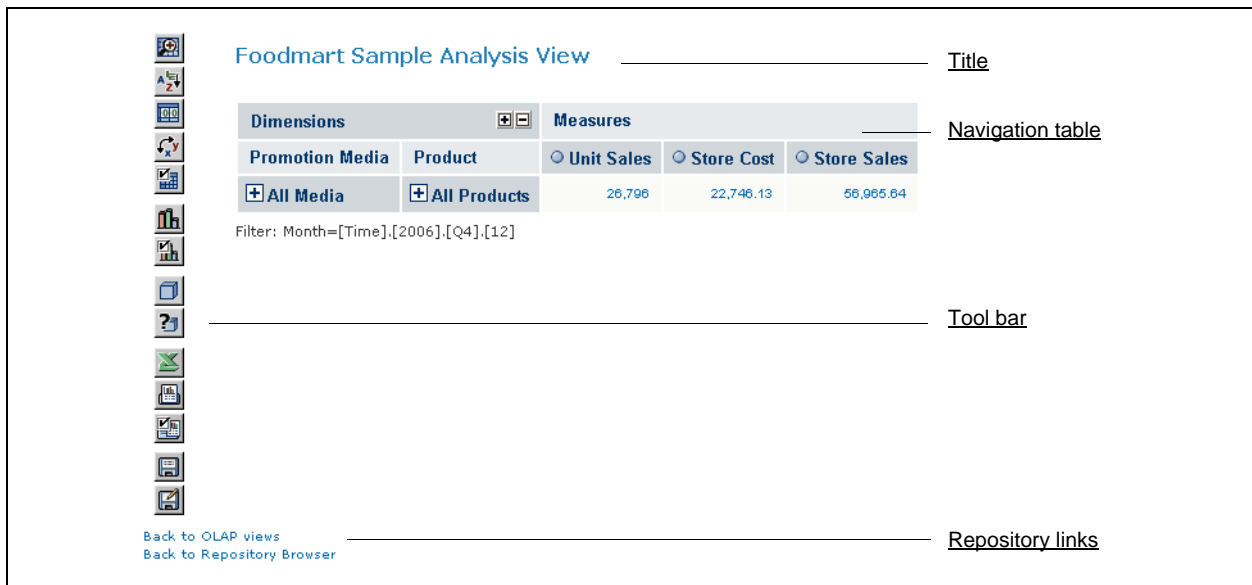 Foodmart Sample Analysis View
Title
Dimensions Measures
Navigation table
Promotion Media Product Unit Sales Store Cost Store Sales
All Media All Products 26,796 22,746.13 56,965.64
Filter: Month=[Time].[2006].[Q4].[12]
Tool bar
Back to OLAP views
Repository links
Back to Repository Browser